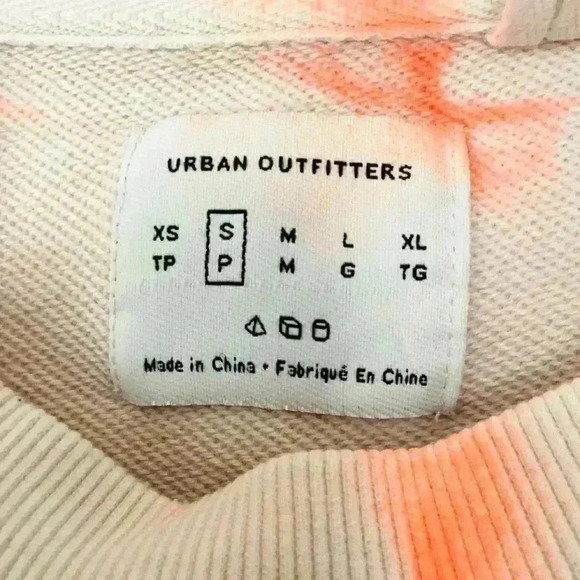 URBAN OUTFITTERS
XS S M L XL
TP P M G TG
Made in China • Fabriqué En Chine